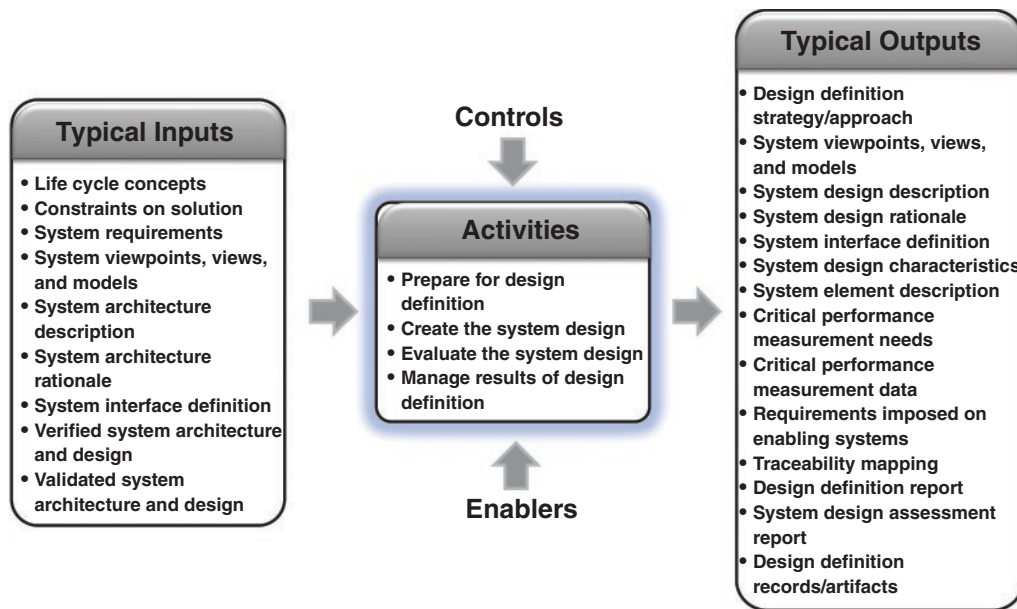 Typical Inputs
• Life cycle concepts
• Constraints on solution
• System requirements
• System viewpoints, views,
and models
• System architecture
description
• System architecture
rationale
• System interface definition
• Verified system architecture
and design
• Validated system
architecture and design
Controls
Activities
• Prepare for design
definition
• Create the system design
• Evaluate the system design
• Manage results of design
definition
Enablers
Typical Outputs
• Design definition
strategy/approach
• System viewpoints, views,
and models
• System design description
• System design rationale
• System interface definition
• System design characteristics
• System element description
• Critical performance
measurement needs
• Critical performance
measurement data
• Requirements imposed on
enabling systems
• Traceability mapping
• Design definition report
• System design assessment
report
• Design definition
records/artifacts